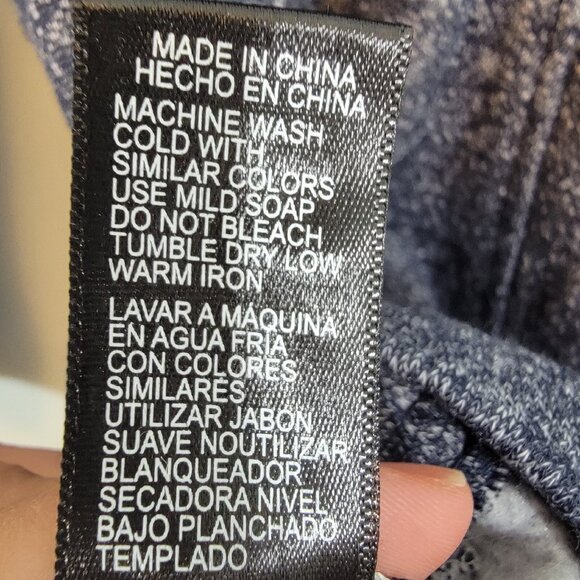 MADE IN CHINA
HECHO EN CHINA
MACHINE WASH
COLD WITH
SIMILAR COLORS
USE MILD SOAP
DO NOT BLEACH
TUMBLE DRY LOW
WARM IRON
LAVAR A MAQUINA
EN AGUA FRIA
CON COLORES
SIMILARES
UTILIZAR JABON
SUAVE NOUTILIZAR
BLANQUEADOR
SECADORA NIVEL
BAJO PLANCHADO
TEMPLADO